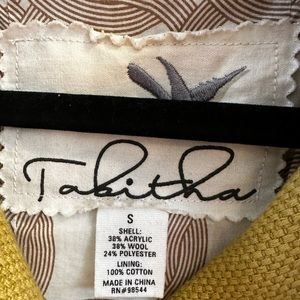 Tabitha
S
SHELL:
38% ACRYLIC
38% WOOL
24% POLYESTER
LINING:
100% COTTON
MADE IN CHINA
RN#98544